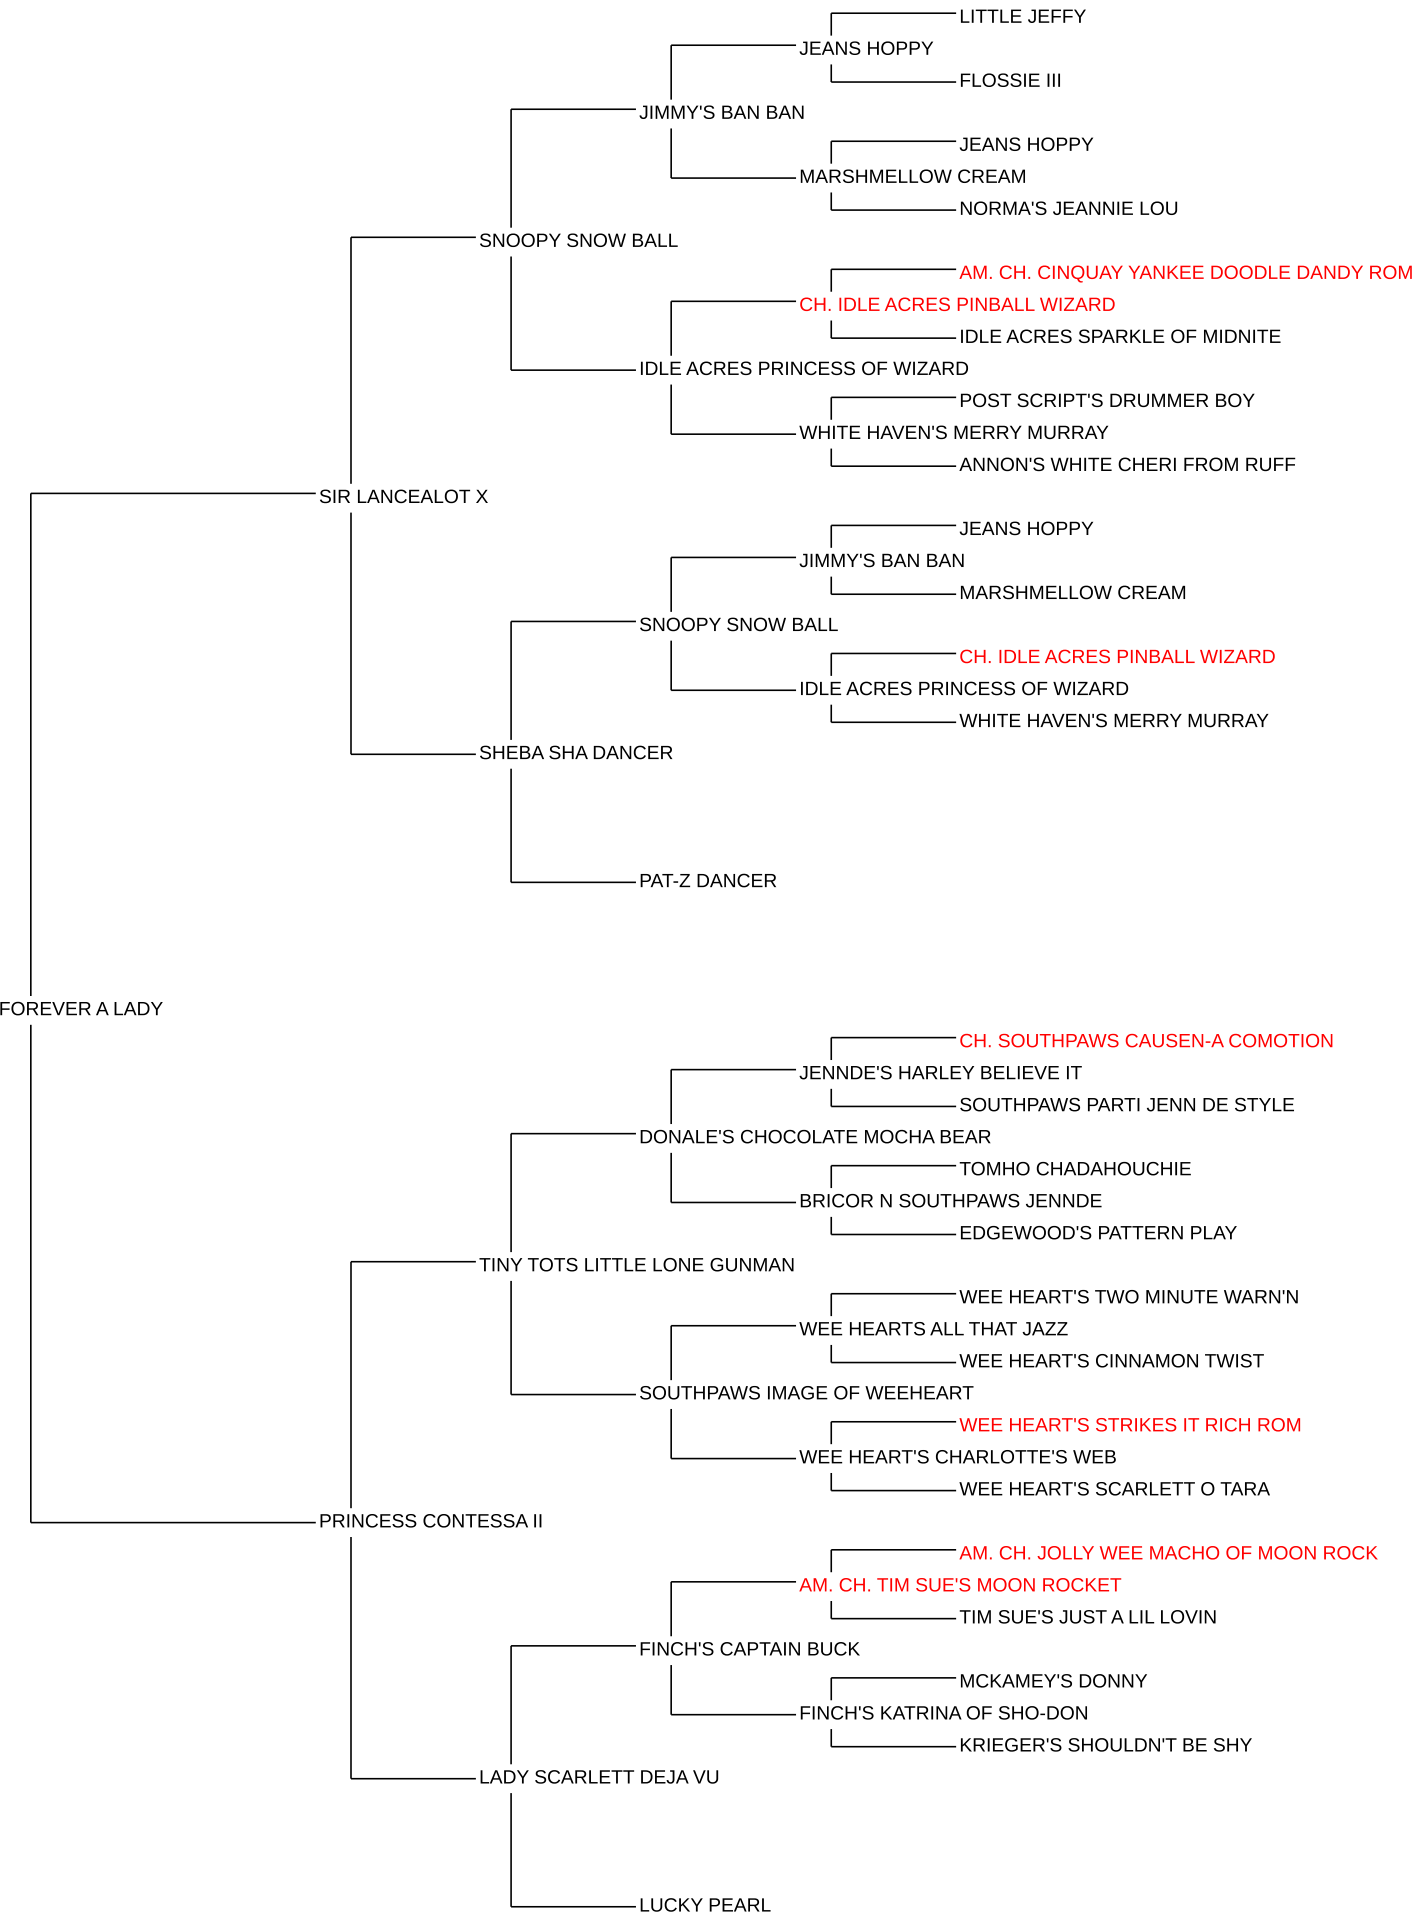 LITTLE JEFFY
JEANS HOPPY
FLOSSIE III
JIMMY'S BAN BAN
JEANS HOPPY
MARSHMELLOW CREAM
NORMA'S JEANNIE LOU
SNOOPY SNOW BALL
AM. CH. CINQUAY YANKEE DOODLE DANDY ROM
CH. IDLE ACRES PINBALL WIZARD
IDLE ACRES SPARKLE OF MIDNITE
IDLE ACRES PRINCESS OF WIZARD
POST SCRIPT'S DRUMMER BOY
WHITE HAVEN'S MERRY MURRAY
ANNON'S WHITE CHERI FROM RUFF
SIR LANCEALOT X
JEANS HOPPY
JIMMY'S BAN BAN
MARSHMELLOW CREAM
SNOOPY SNOW BALL
CH. IDLE ACRES PINBALL WIZARD
IDLE ACRES PRINCESS OF WIZARD
WHITE HAVEN'S MERRY MURRAY
SHEBA SHA DANCER
PAT-Z DANCER
FOREVER A LADY
CH. SOUTHPAWS CAUSEN-A COMOTION
JENNDE'S HARLEY BELIEVE IT
SOUTHPAWS PARTI JENN DE STYLE
DONALE'S CHOCOLATE MOCHA BEAR
TOMHO CHADAHOUCHIE
BRICOR N SOUTHPAWS JENNDE
EDGEWOOD'S PATTERN PLAY
TINY TOTS LITTLE LONE GUNMAN
WEE HEART'S TWO MINUTE WARN'N
WEE HEARTS ALL THAT JAZZ
WEE HEART'S CINNAMON TWIST
SOUTHPAWS IMAGE OF WEEHEART
WEE HEART'S STRIKES IT RICH ROM
WEE HEART'S CHARLOTTE'S WEB
WEE HEART'S SCARLETT O TARA
PRINCESS CONTESSA II
AM. CH. JOLLY WEE MACHO OF MOON ROCK
AM. CH. TIM SUE'S MOON ROCKET
TIM SUE'S JUST A LIL LOVIN
FINCH'S CAPTAIN BUCK
MCKAMEY'S DONNY
FINCH'S KATRINA OF SHO-DON
KRIEGER'S SHOULDN'T BE SHY
LADY SCARLETT DEJA VU
LUCKY PEARL